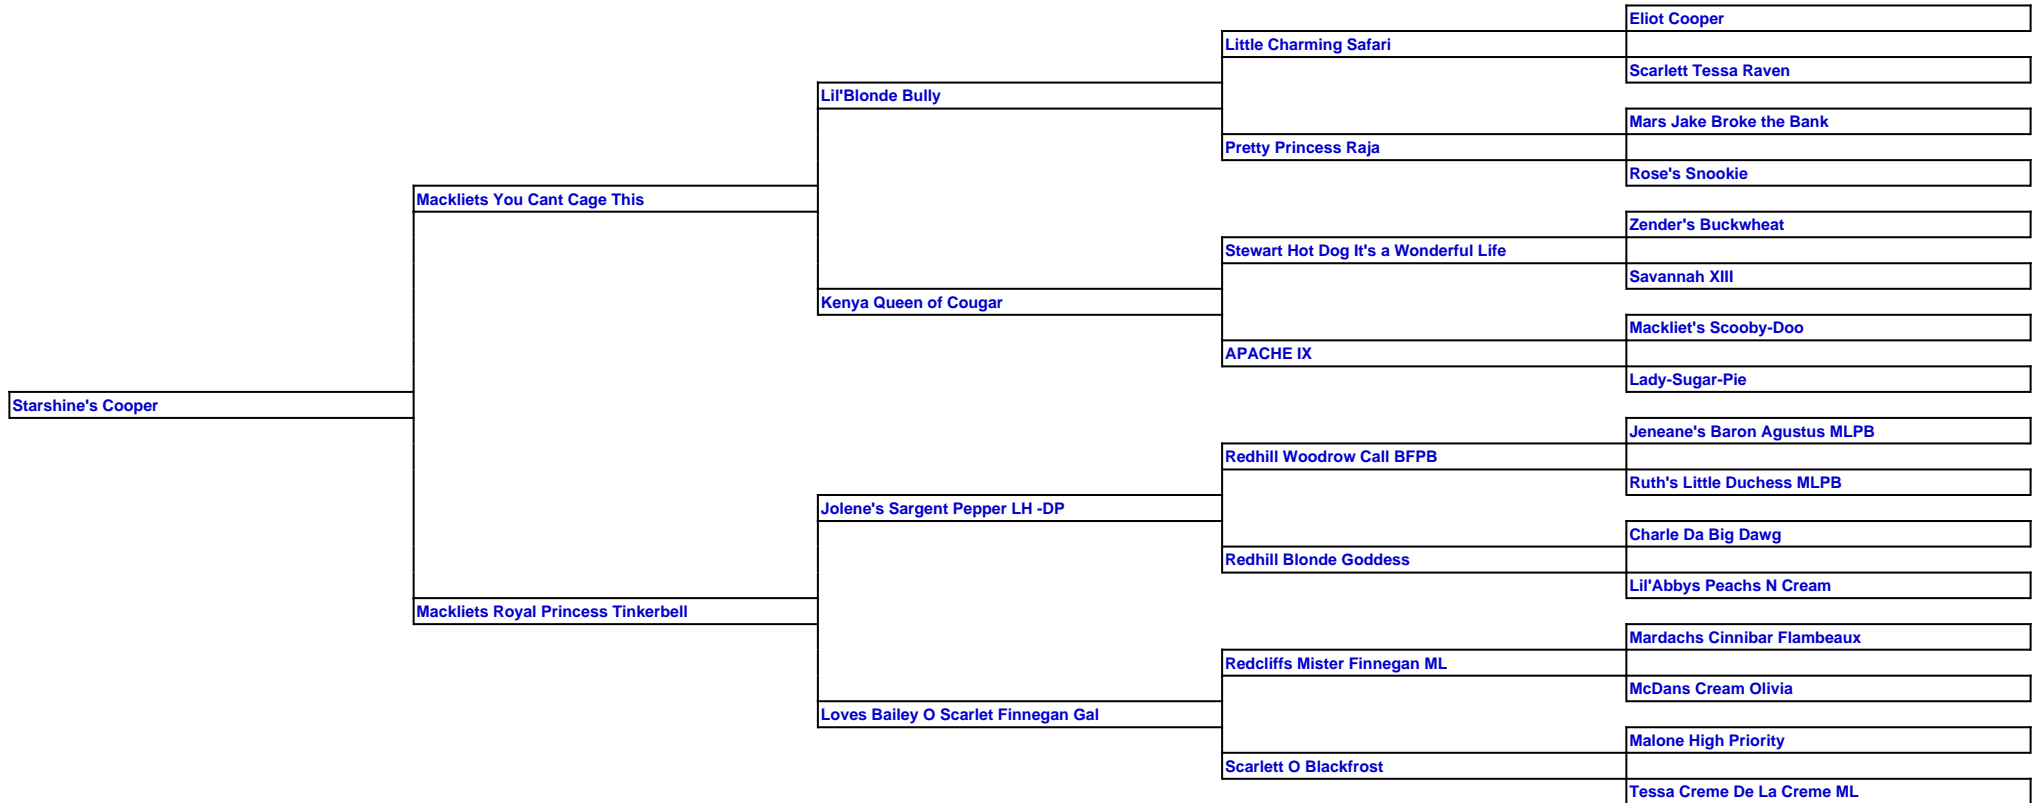 Eliot Cooper
Little Charming Safari
Scarlett Tessa Raven
Lil'Blonde Bully
Mars Jake Broke the Bank
Pretty Princess Raja
Rose's Snookie
Mackliets You Cant Cage This
Zender's Buckwheat
Stewart Hot Dog It's a Wonderful Life
Savannah XIII
Kenya Queen of Cougar
Mackliet's Scooby-Doo
APACHE IX
Lady-Sugar-Pie
Starshine's Cooper
Jeneane's Baron Agustus MLPB
Redhill Woodrow Call BFPB
Ruth's Little Duchess MLPB
Jolene's Sargent Pepper LH -DP
Charle Da Big Dawg
Redhill Blonde Goddess
Lil'Abbys Peachs N Cream
Mackliets Royal Princess Tinkerbell
Mardachs Cinnibar Flambeaux
Redcliffs Mister Finnegan ML
McDans Cream Olivia
Loves Bailey O Scarlet Finnegan Gal
Malone High Priority
Scarlett O Blackfrost
Tessa Creme De La Creme ML